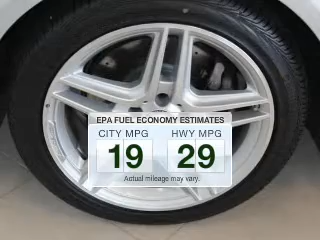 EPA FUEL ECONOMY ESTIMATES
CITY MPG HWY MPG
19 29
Actual mileage may vary.